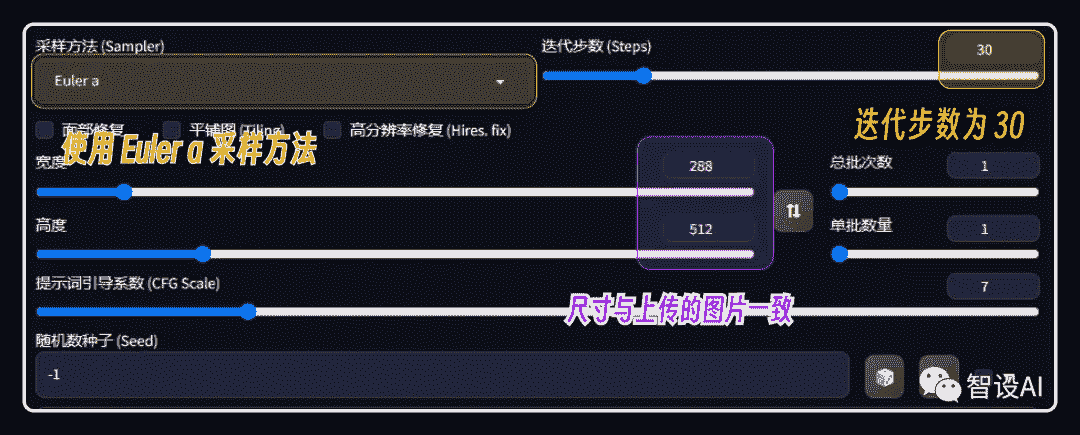 采样方法 (Sampler)
迭代步数 (Steps)
30
Euler a
面部修复
平铺图 (Tiling)
高分辨率修复 (Hires. fix)
迭代步数为 30
使用 Euler a 采样方法
宽度
288
总批次数
1
高度
512
单批数量
1
提示词引导系数 (CFG Scale)
7
尺寸与上传的图片一致
随机数种子 (Seed)
-1
智设AI